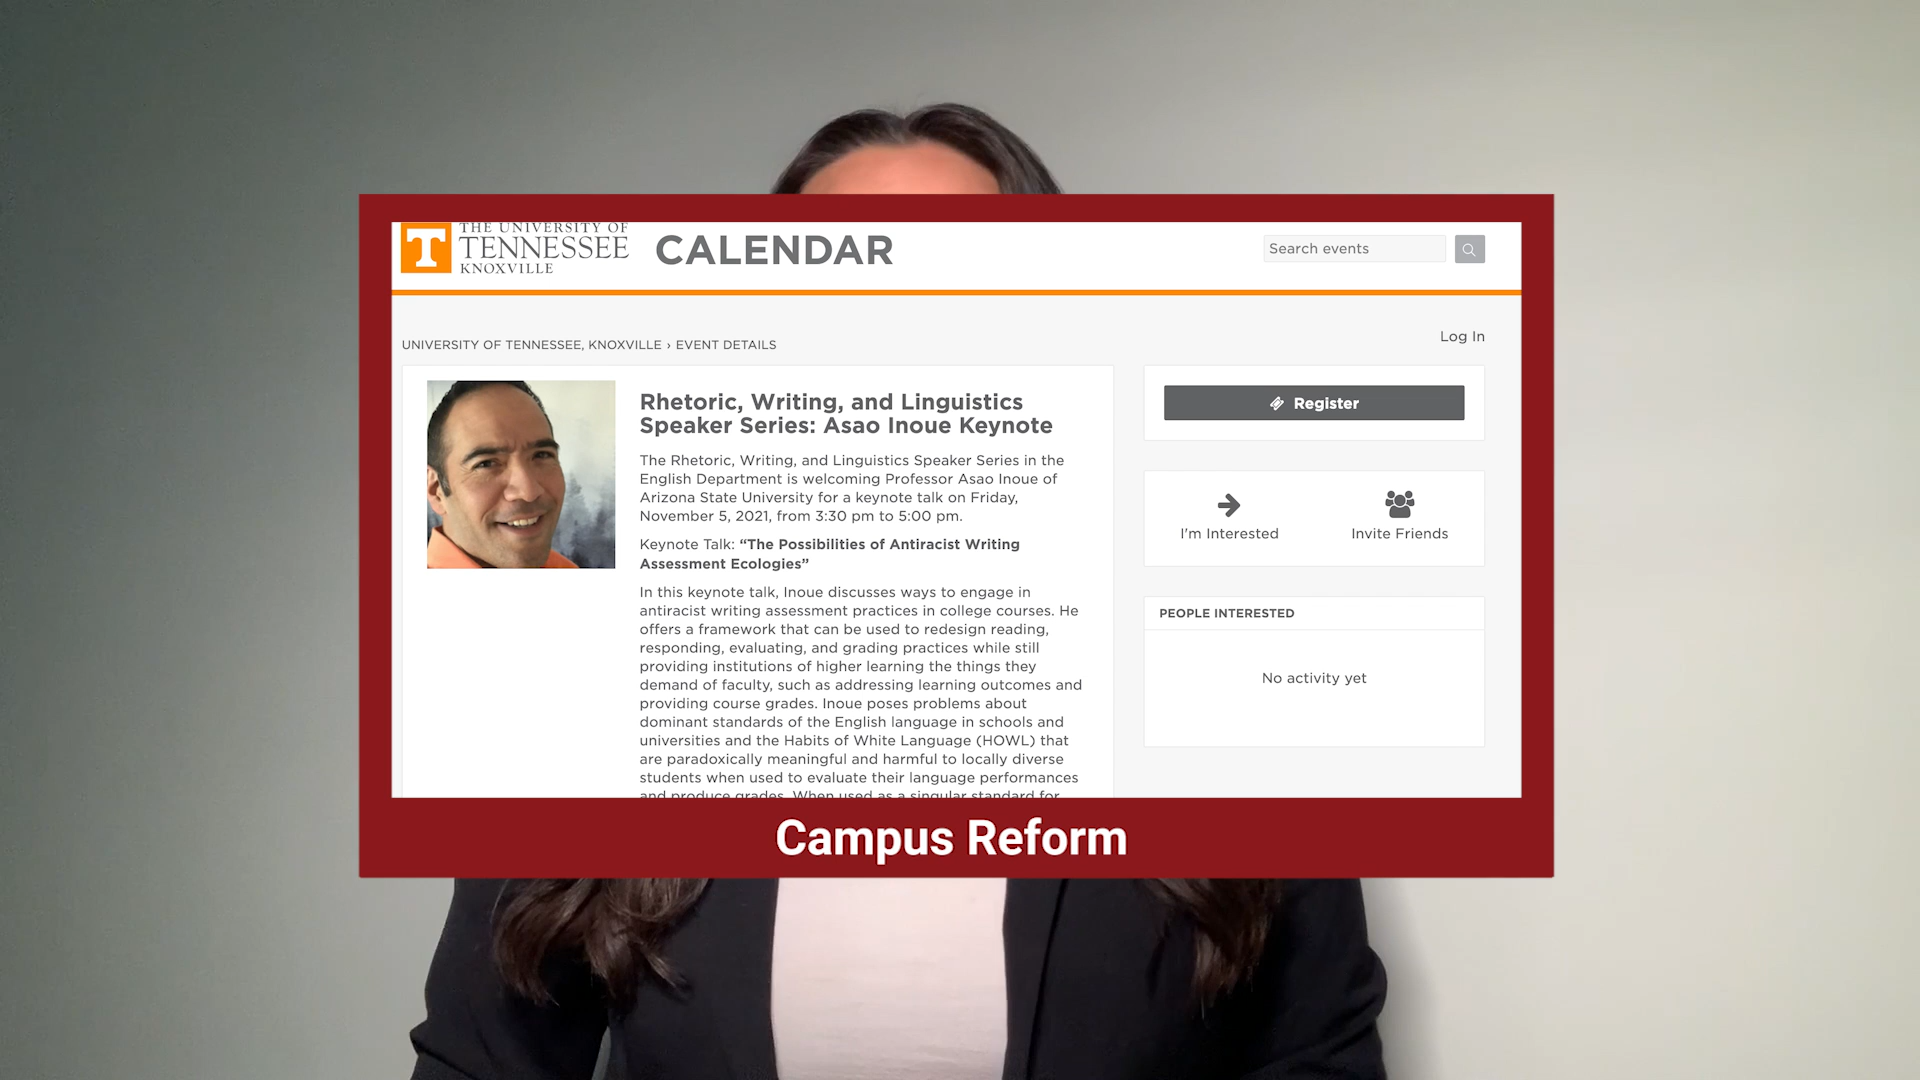 THE UNIVERSITY OF
TENNESSEE
KNOXVILLE
CALENDAR
Search events
Log In
UNIVERSITY OF TENNESSEE, KNOXVILLE › EVENT DETAILS
Rhetoric, Writing, and Linguistics
Speaker Series: Asao Inoue Keynote
The Rhetoric, Writing, and Linguistics Speaker Series in the
English Department is welcoming Professor Asao Inoue of
Arizona State University for a keynote talk on Friday,
November 5, 2021, from 3:30 pm to 5:00 pm.
Keynote Talk: “The Possibilities of Antiracist Writing
Assessment Ecologies”
In this keynote talk, Inoue discusses ways to engage in
antiracist writing assessment practices in college courses. He
offers a framework that can be used to redesign reading,
responding, evaluating, and grading practices while still
providing institutions of higher learning the things they
demand of faculty, such as addressing learning outcomes and
providing course grades. Inoue poses problems about
dominant standards of the English language in schools and
universities and the Habits of White Language (HOWL) that
are paradoxically meaningful and harmful to locally diverse
students when used to evaluate their language performances
and produce grades. When used as a singular standard for
Register
I'm Interested
Invite Friends
PEOPLE INTERESTED
No activity yet
Campus Reform